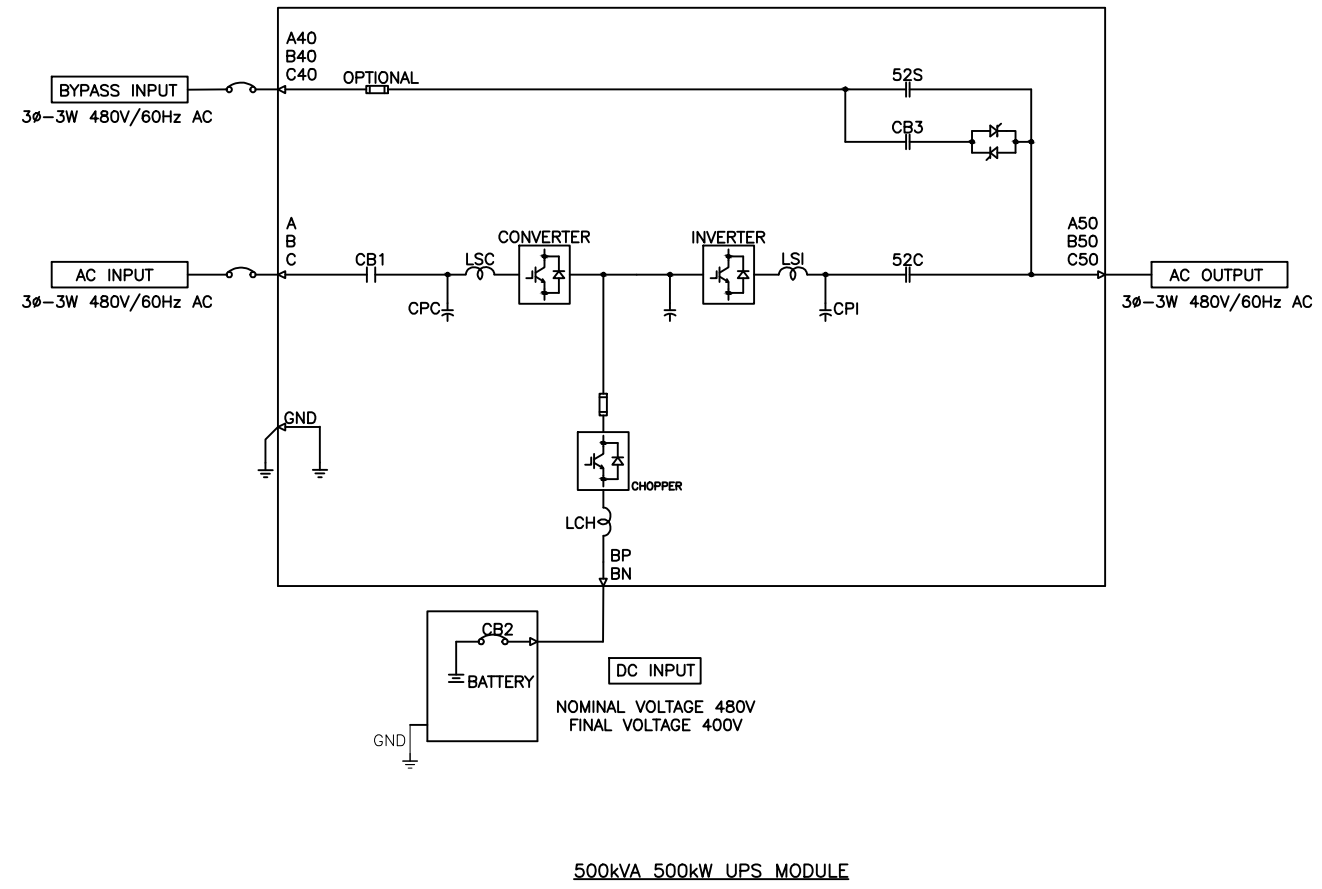 A40
B40
C40
OPTIONAL
52S
BYPASS INPUT
3ø-3W 480V/60Hz AC
CB3
A
B
C
CB1
LSC
CONVERTER
INVERTER
LSI
52C
A50
B50
C50
AC INPUT
3ø-3W 480V/60Hz AC
AC OUTPUT
3ø-3W 480V/60Hz AC
CPC
CPI
GND
CHOPPER
LCH
BP
BN
CB2
BATTERY
DC INPUT
NOMINAL VOLTAGE 480V
FINAL VOLTAGE 400V
GND
500kVA 500kW UPS MODULE